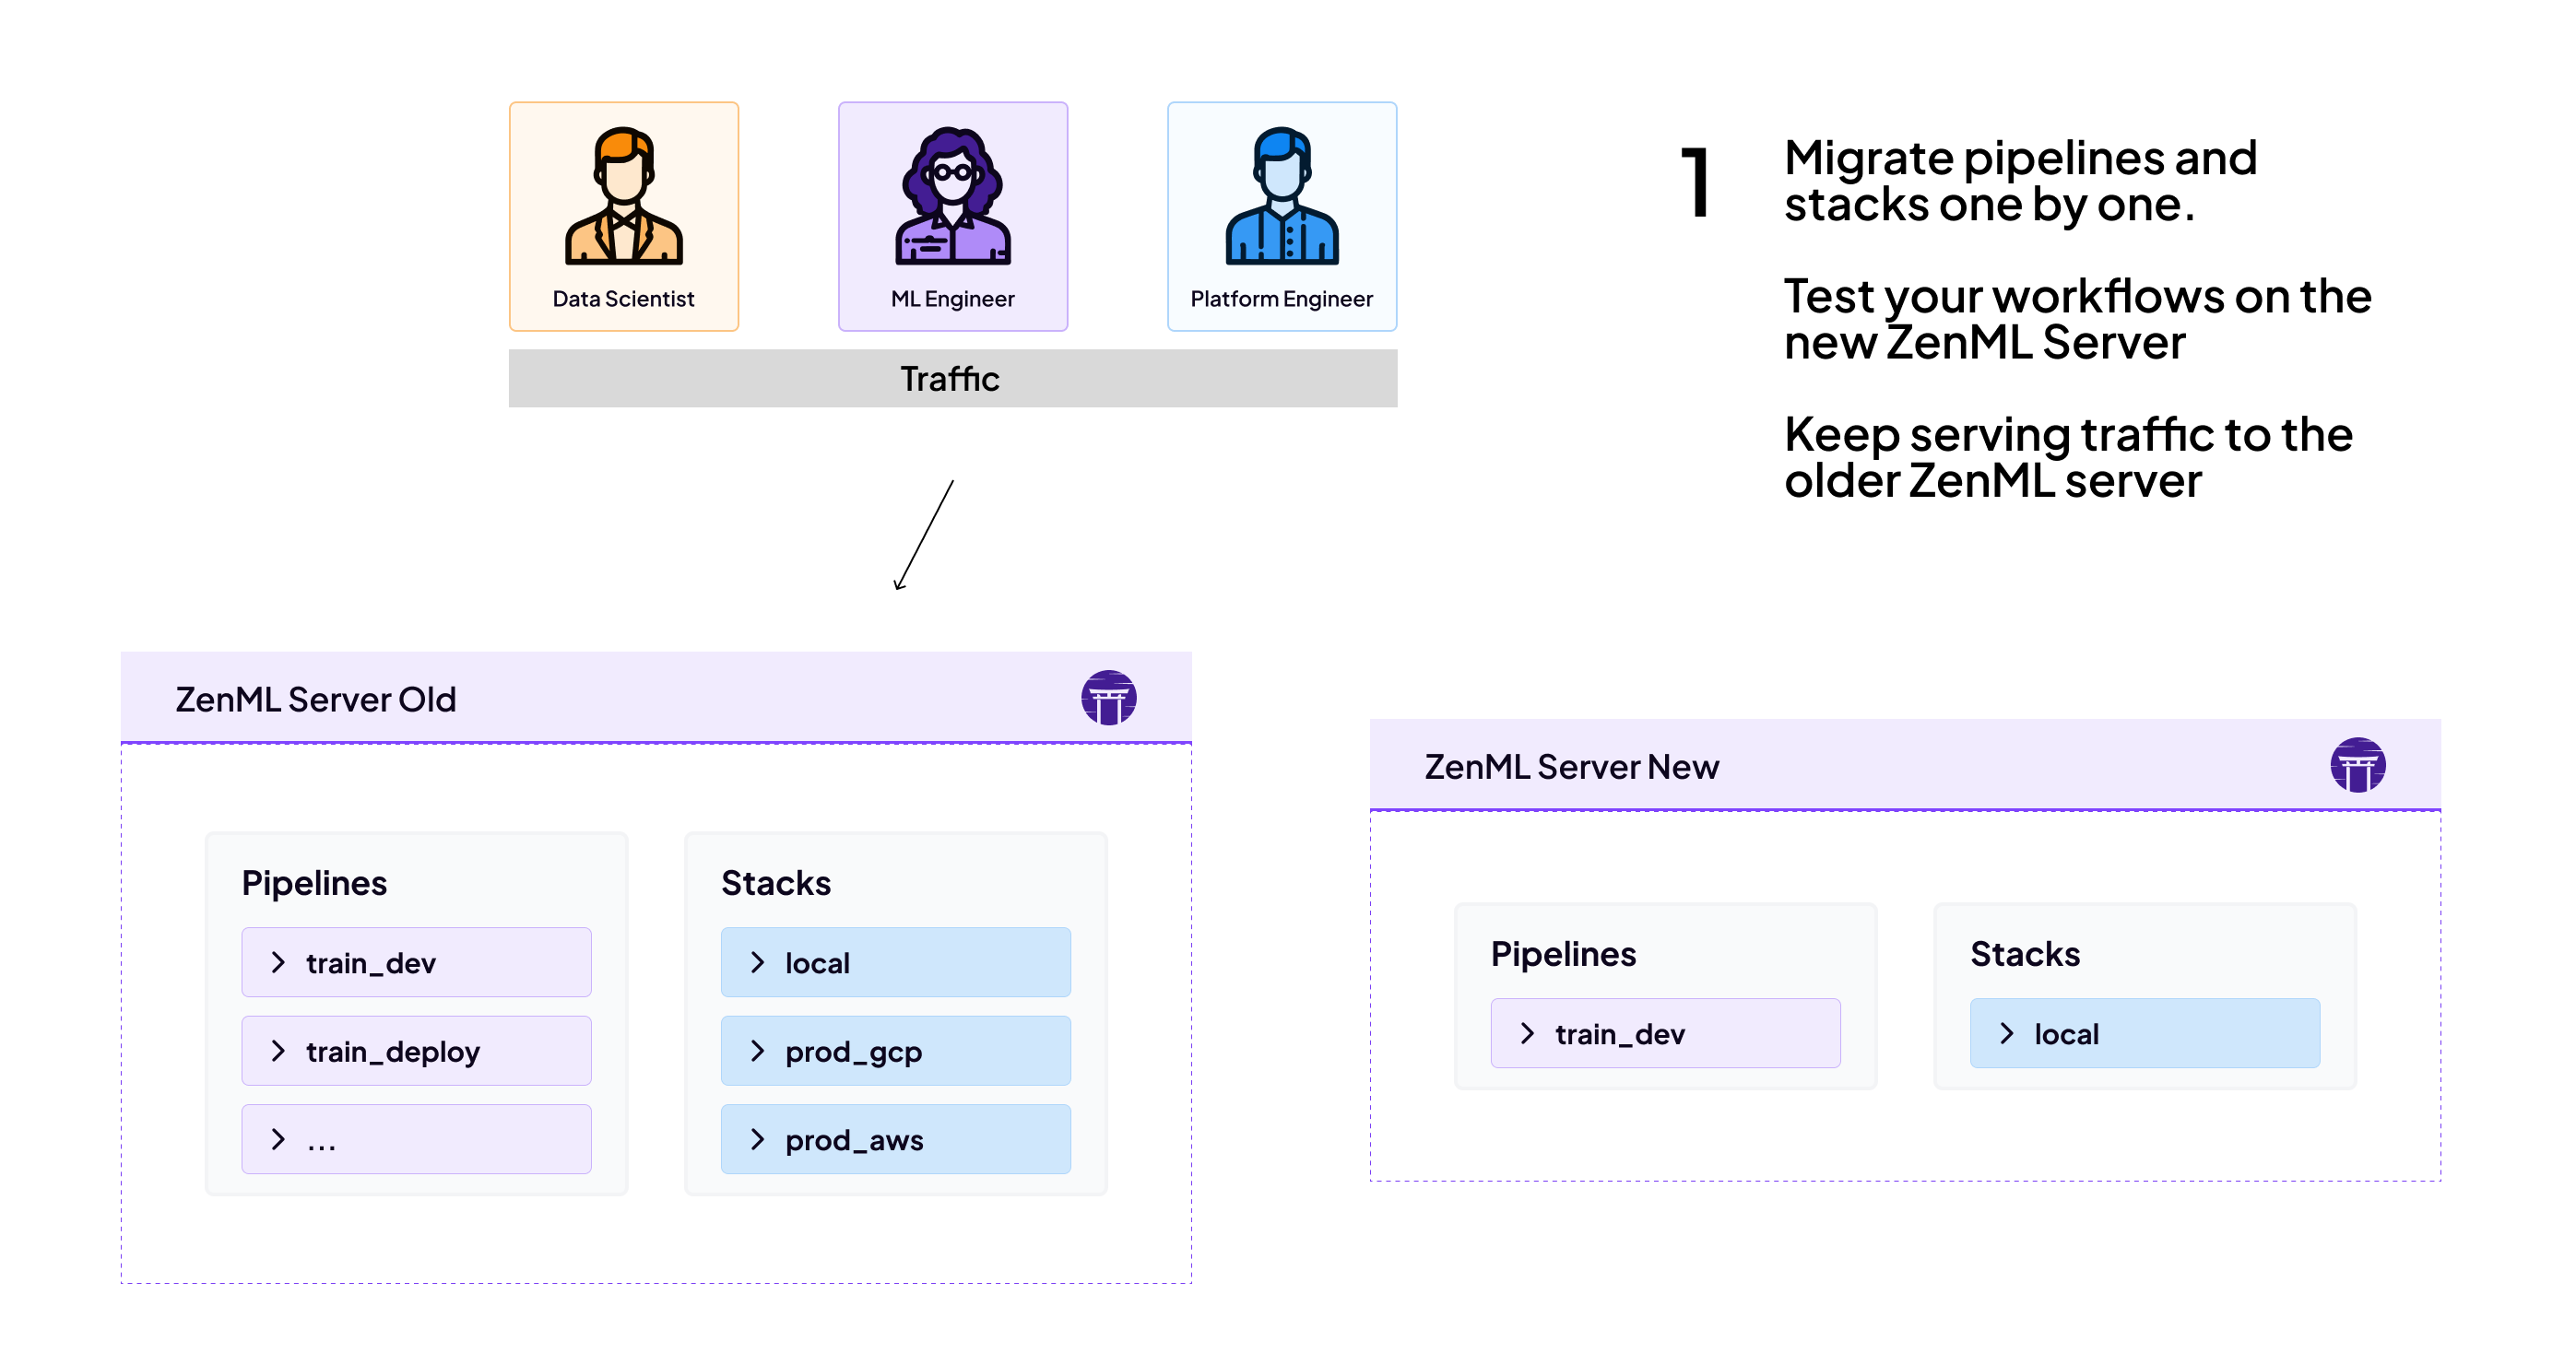 Data Scientist
ML Engineer
Platform Engineer
Traffic
1
Migrate pipelines and
stacks one by one.
Test your workflows on the
new ZenML Server
Keep serving traffic to the
older ZenML server
ZenML Server Old
Pipelines
train_dev
train_deploy
...
Stacks
local
prod_gcp
prod_aws
ZenML Server New
Pipelines
train_dev
Stacks
local